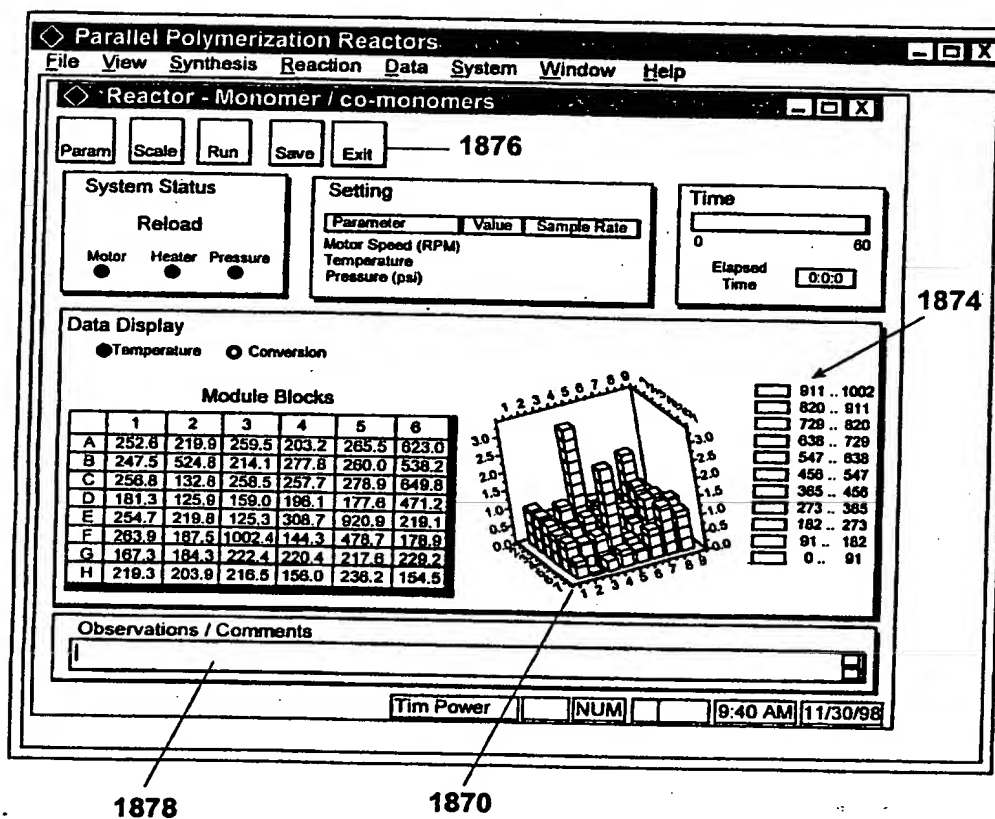 Parallel Polymerization Reactors
File View Synthesis Reaction Data System Window Help
Reactor - Monomer / co-monomers
Param Scale Run Save Exit
1876
System Status
Reload
Motor Heater Pressure
Setting
Parameter Value Sample Rate
Motor Speed (RPM)
Temperature
Pressure (psi)
Time
0 60
Elapsed
Time
0:0:0
1874
Data Display
Temperature Conversion
Module Blocks
1 2 3 4 5 6
A 252.6 219.9 259.5 203.2 265.5 623.0
B 247.5 524.8 214.1 277.8 260.0 538.2
C 256.8 132.8 258.5 257.7 278.9 649.8
D 181.3 125.9 159.0 196.1 177.6 471.2
E 254.7 219.8 125.3 308.7 920.9 219.1
F 263.9 187.5 1002.4 144.3 478.7 178.9
G 167.3 164.3 222.4 220.4 217.6 229.2
H 219.3 203.9 216.5 156.0 236.2 154.5
1 2 3 4 5 6 7 8 9
3.0
2.5
2.0
1.5
1.0
0.5
0.0
3.0
2.5
2.0
1.5
1.0
0.5
0.0
1 2 3 4 5 6 7 8 9
911 .. 1002
820 .. 911
729 .. 820
638 .. 729
547 .. 638
456 .. 547
365 .. 456
273 .. 365
182 .. 273
91 .. 182
0 .. 91
Observations / Comments
Tim Power NUM 9:40 AM 11/30/98
1878
1870